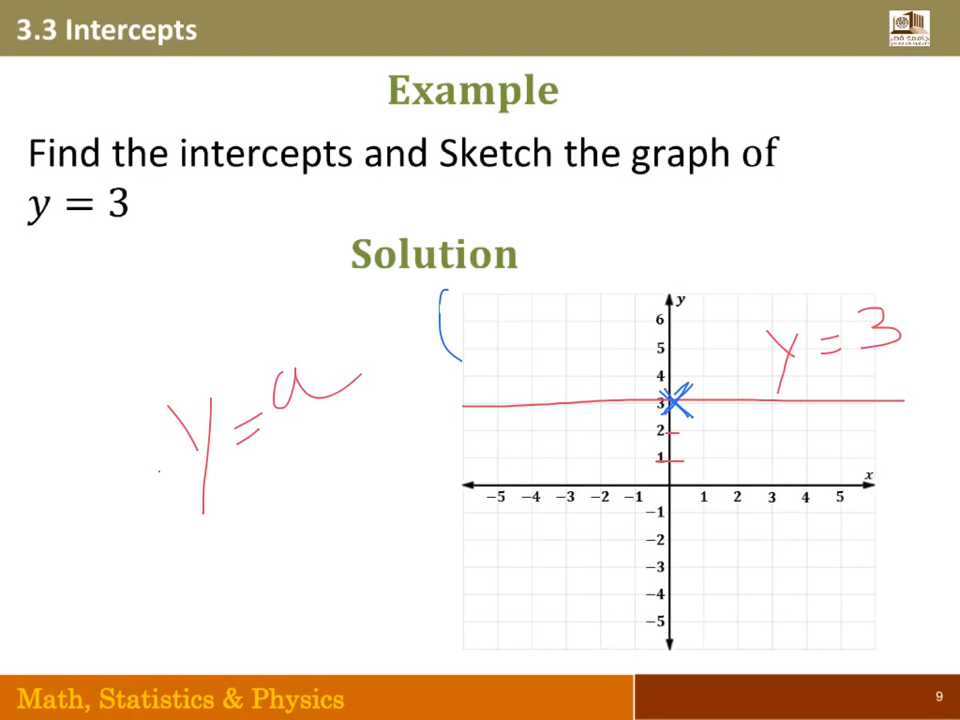 3.3 Intercepts
Example
Find the intercepts and Sketch the graph of
y = 3
Solution
y
6
5
4
3
2
1
x
−5 −4 −3 −2 −1 1 2 3 4 5
−1
−2
−3
−4
−5
y = 3
y = a
(
Math, Statistics & Physics
9